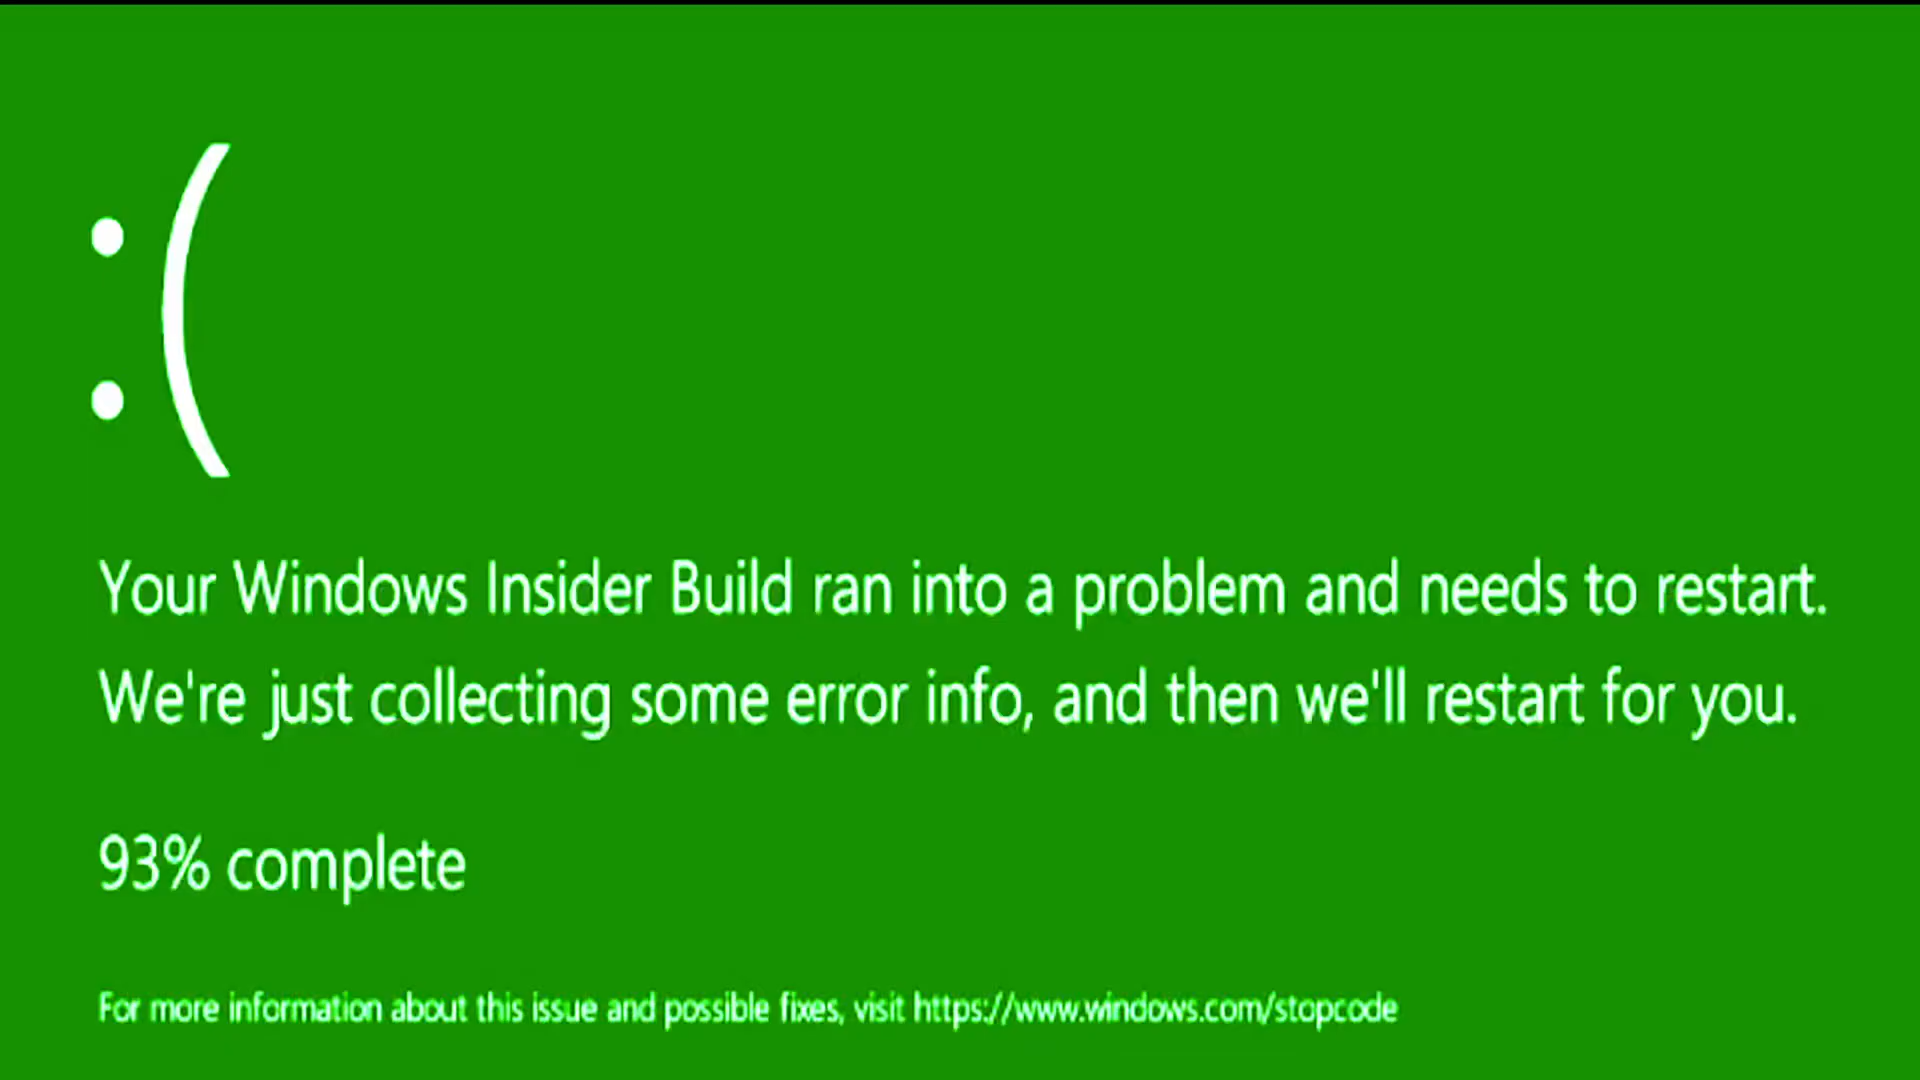 :(
Your Windows Insider Build ran into a problem and needs to restart.
We're just collecting some error info, and then we'll restart for you.
93% complete
For more information about this issue and possible fixes, visit https://www.windows.com/stopcode